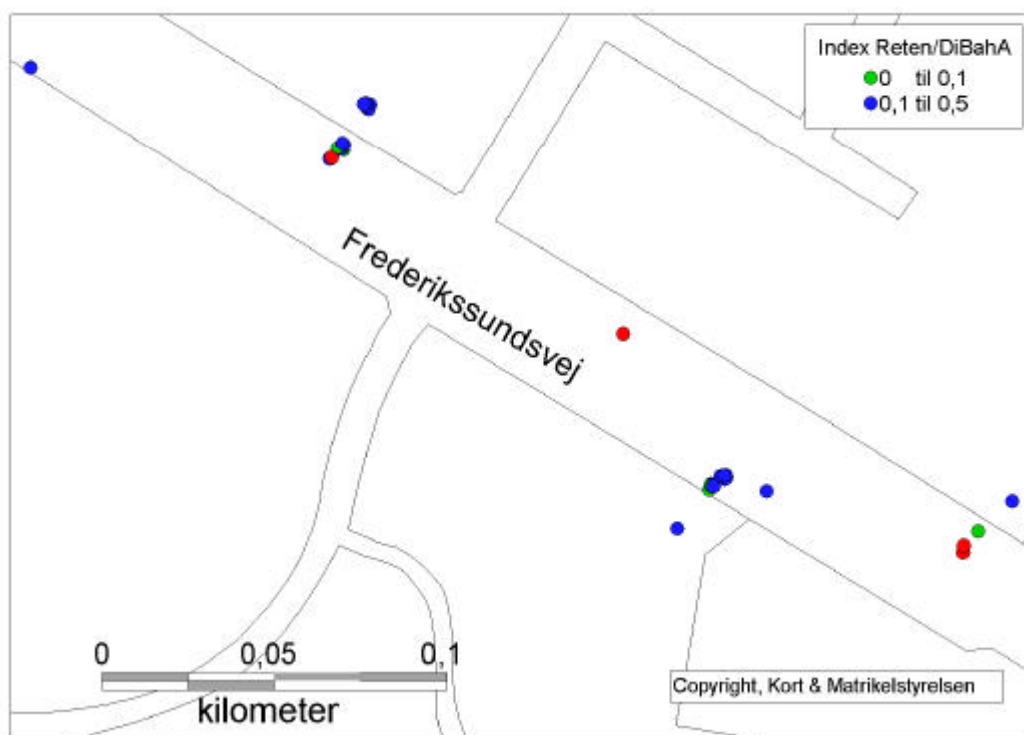 Index Reten/DiBahA
0 til 0,1
0,1 til 0,5
Frederikssundsvej
0 0,05 0,1
kilometer
Copyright, Kort & Matrikelstyrelsen